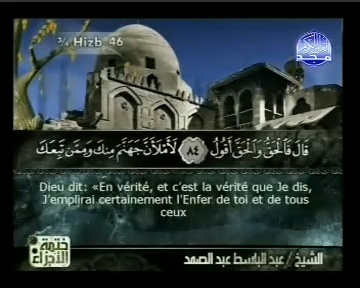 3/4 Hizb 46
المجد
قَالَ فَالْحَقُّ وَالْحَقَّ أَقُولُ ٨٤ لَأَمْلَأَنَّ جَهَنَّمَ مِنكَ وَمِمَّن تَبِعَكَ
Dieu dit: «En vérité, et c'est la vérité que Je dis,
J'emplirai certainement l'Enfer de toi et de tous
ceux
ختمة
الأجزاء
الشيخ / عبد الباسط عبد الصمد